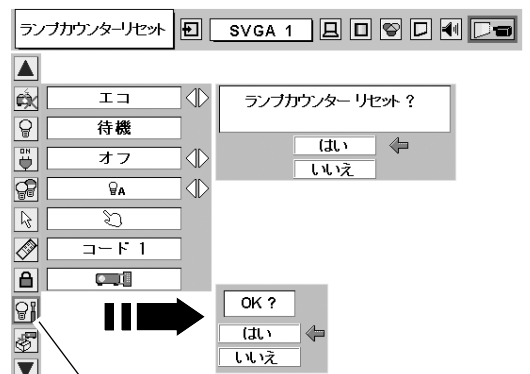 ランプカウンターリセット
SVGA 1
エコ
待機
ON
オフ
A
コード 1
ランプカウンター リセット ?
はい
いいえ
OK ?
はい
いいえ